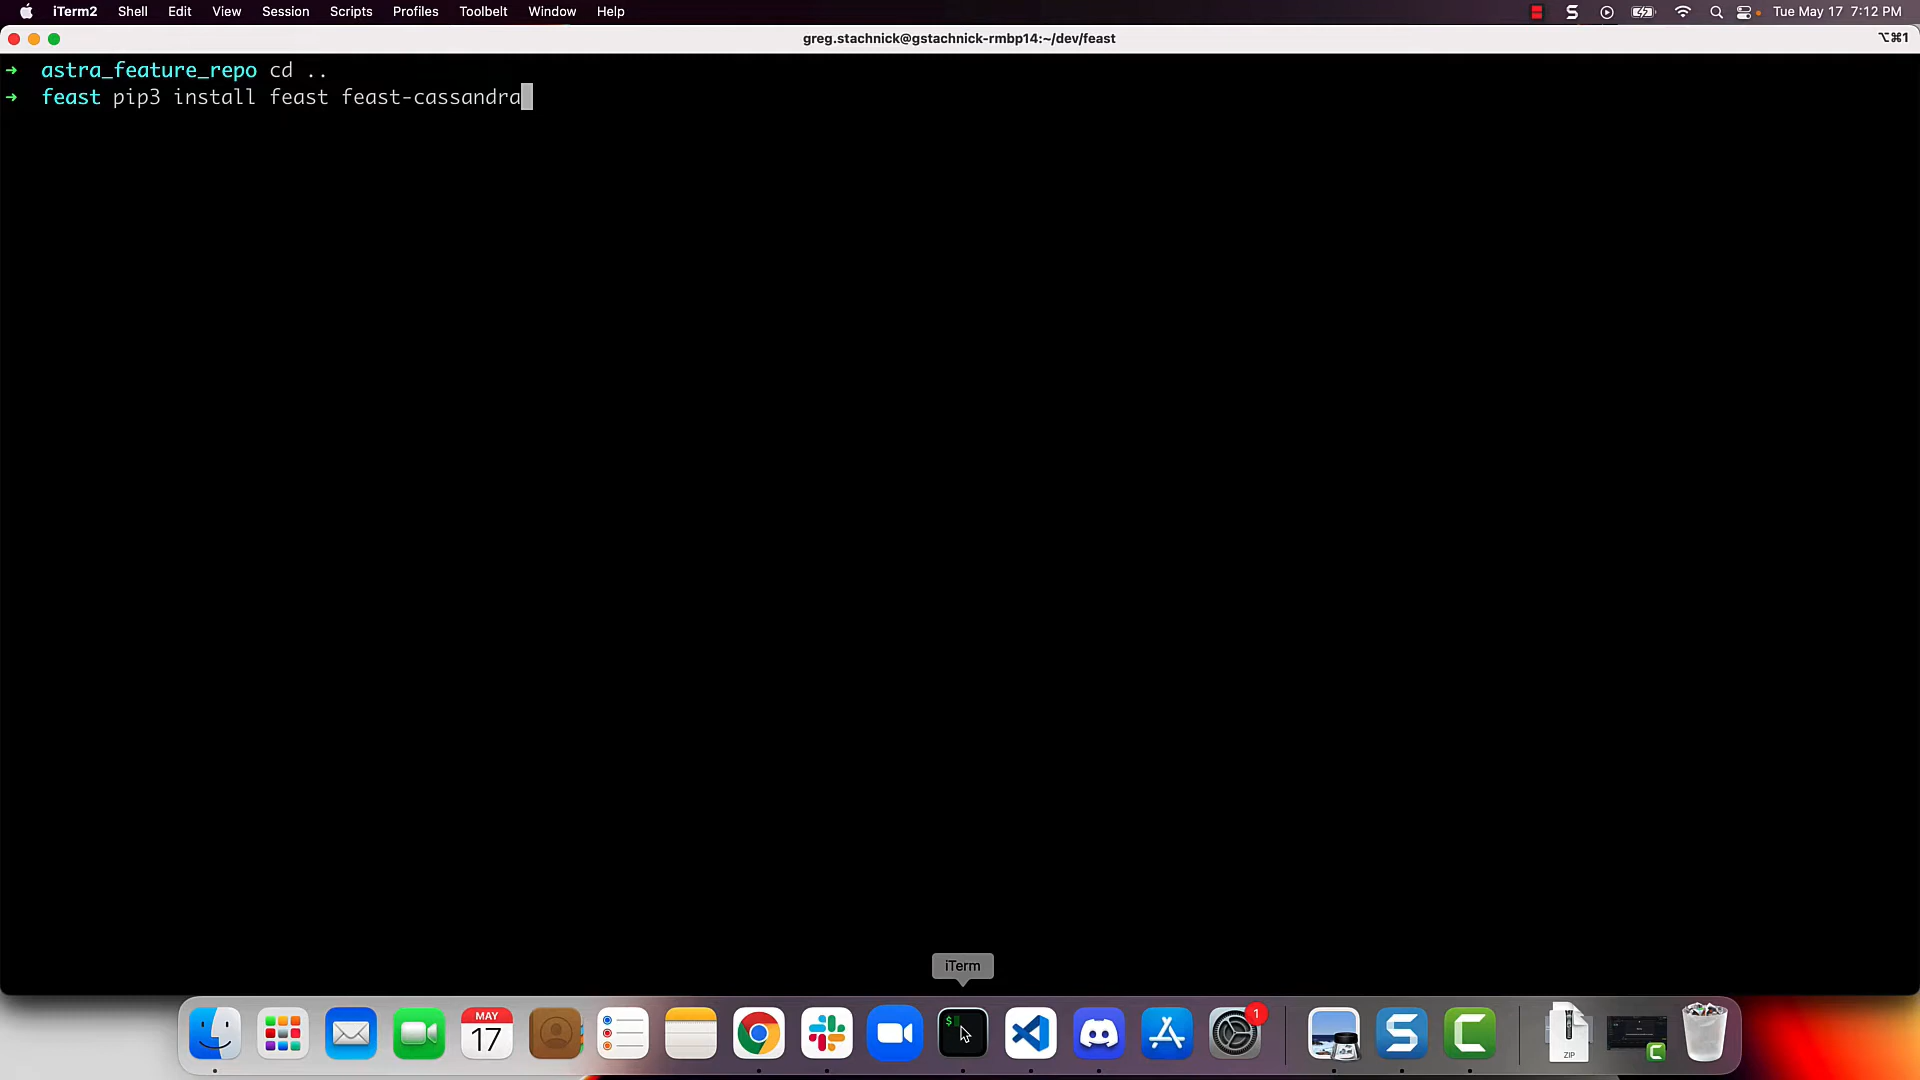 iTerm2 Shell Edit View Session Scripts Profiles Toolbelt Window Help S Tue May 17 7:12 PM
greg.stachnick@gstachnick-rmbp14:~/dev/feast ⌥⌘1
➜ astra_feature_repo cd ..
➜ feast pip3 install feast feast-cassandra
iTerm
MAY
17
$
1
S
C
ZIP
C